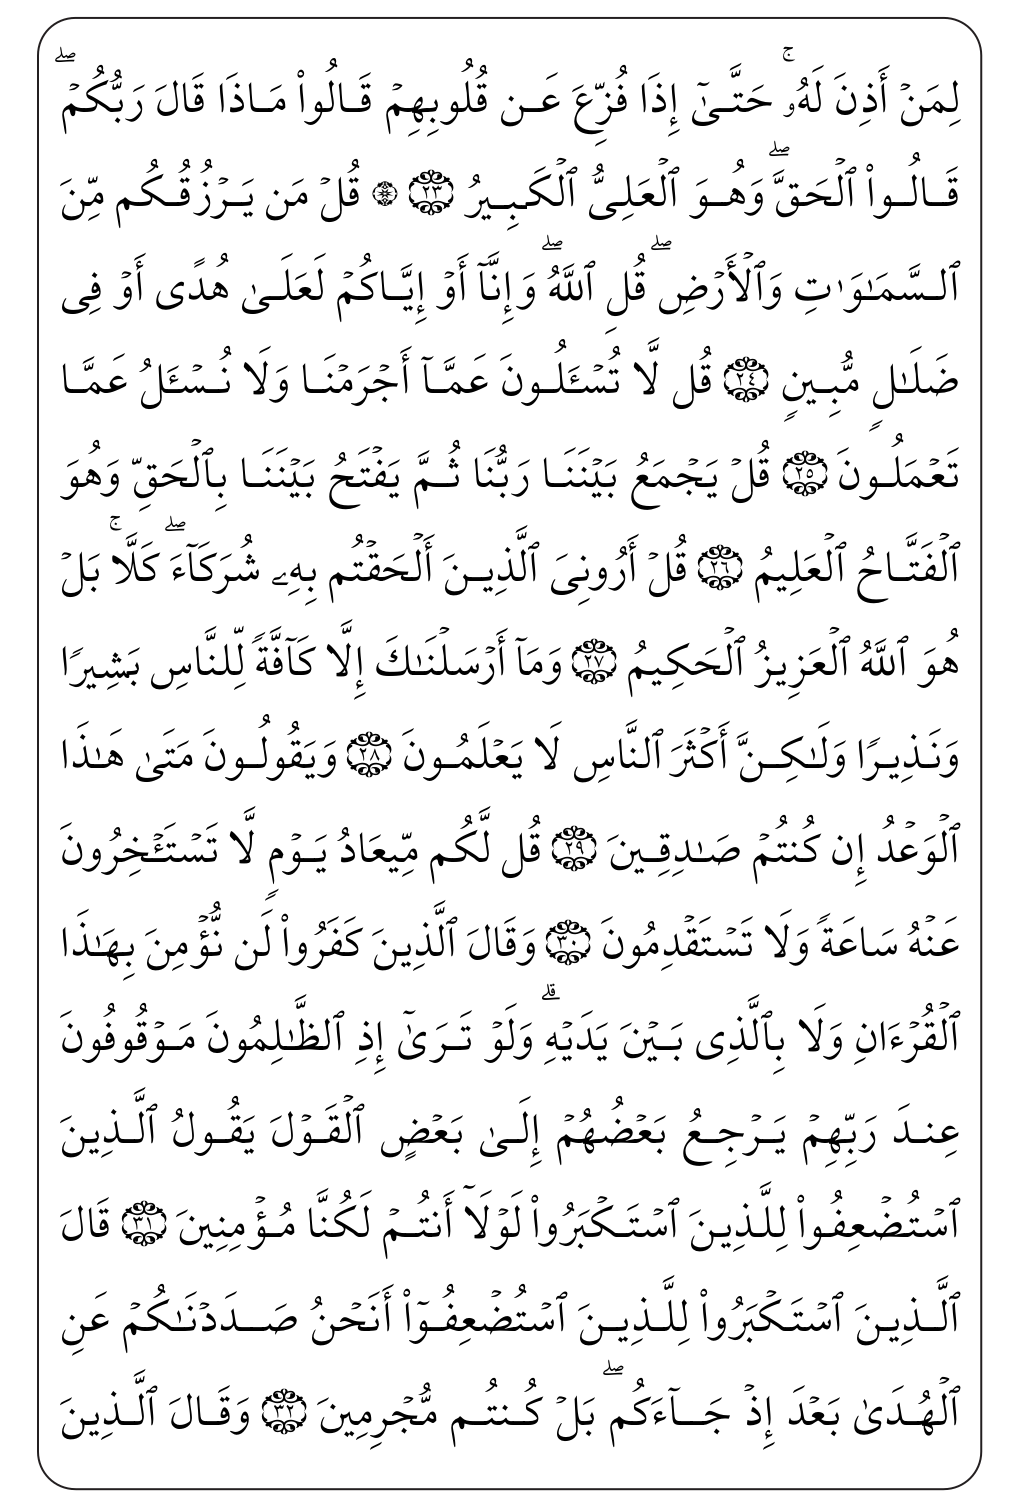 لِمَنۡ أَذِنَ لَهُۥۚ حَتَّىٰٓ إِذَا فُزِّعَ عَن قُلُوبِهِمۡ قَالُواْ مَاذَا قَالَ رَبُّكُمۡۖ
قَالُواْ ٱلۡحَقَّۖ وَهُوَ ٱلۡعَلِىُّ ٱلۡكَبِيرُ ٢٣ ۞ قُلۡ مَن يَرۡزُقُكُم مِّنَ
ٱلسَّمَٰوَٰتِ وَٱلۡأَرۡضِۖ قُلِ ٱللَّهُۖ وَإِنَّآ أَوۡ إِيَّاكُمۡ لَعَلَىٰ هُدًى أَوۡ فِى
ضَلَٰلٍ مُّبِينٍ ٢٤ قُل لَّا تُسۡـَٔلُونَ عَمَّآ أَجۡرَمۡنَا وَلَا نُسۡـَٔلُ عَمَّا
تَعۡمَلُونَ ٢٥ قُلۡ يَجۡمَعُ بَيۡنَنَا رَبُّنَا ثُمَّ يَفۡتَحُ بَيۡنَنَا بِٱلۡحَقِّ وَهُوَ
ٱلۡفَتَّاحُ ٱلۡعَلِيمُ ٢٦ قُلۡ أَرُونِىَ ٱلَّذِينَ أَلۡحَقۡتُم بِهِۦ شُرَكَآءَۖ كَلَّاۚ بَلۡ
هُوَ ٱللَّهُ ٱلۡعَزِيزُ ٱلۡحَكِيمُ ٢٧ وَمَآ أَرۡسَلۡنَٰكَ إِلَّا كَآفَّةً لِّلنَّاسِ بَشِيرًا
وَنَذِيرًا وَلَٰكِنَّ أَكۡثَرَ ٱلنَّاسِ لَا يَعۡلَمُونَ ٢٨ وَيَقُولُونَ مَتَىٰ هَٰذَا
ٱلۡوَعۡدُ إِن كُنتُمۡ صَٰدِقِينَ ٢٩ قُل لَّكُم مِّيعَادُ يَوۡمٍ لَّا تَسۡتَـٔۡخِرُونَ
عَنۡهُ سَاعَةً وَلَا تَسۡتَقۡدِمُونَ ٣٠ وَقَالَ ٱلَّذِينَ كَفَرُواْ لَن نُّؤۡمِنَ بِهَٰذَا
ٱلۡقُرۡءَانِ وَلَا بِٱلَّذِى بَيۡنَ يَدَيۡهِۗ وَلَوۡ تَرَىٰٓ إِذِ ٱلظَّٰلِمُونَ مَوۡقُوفُونَ
عِندَ رَبِّهِمۡ يَرۡجِعُ بَعۡضُهُمۡ إِلَىٰ بَعۡضٍ ٱلۡقَوۡلَ يَقُولُ ٱلَّذِينَ
ٱسۡتُضۡعِفُواْ لِلَّذِينَ ٱسۡتَكۡبَرُواْ لَوۡلَآ أَنتُمۡ لَكُنَّا مُؤۡمِنِينَ ٣١ قَالَ
ٱلَّذِينَ ٱسۡتَكۡبَرُواْ لِلَّذِينَ ٱسۡتُضۡعِفُوٓاْ أَنَحۡنُ صَدَدۡنَٰكُمۡ عَنِ
ٱلۡهُدَىٰ بَعۡدَ إِذۡ جَآءَكُمۖ بَلۡ كُنتُم مُّجۡرِمِينَ ٣٢ وَقَالَ ٱلَّذِينَ